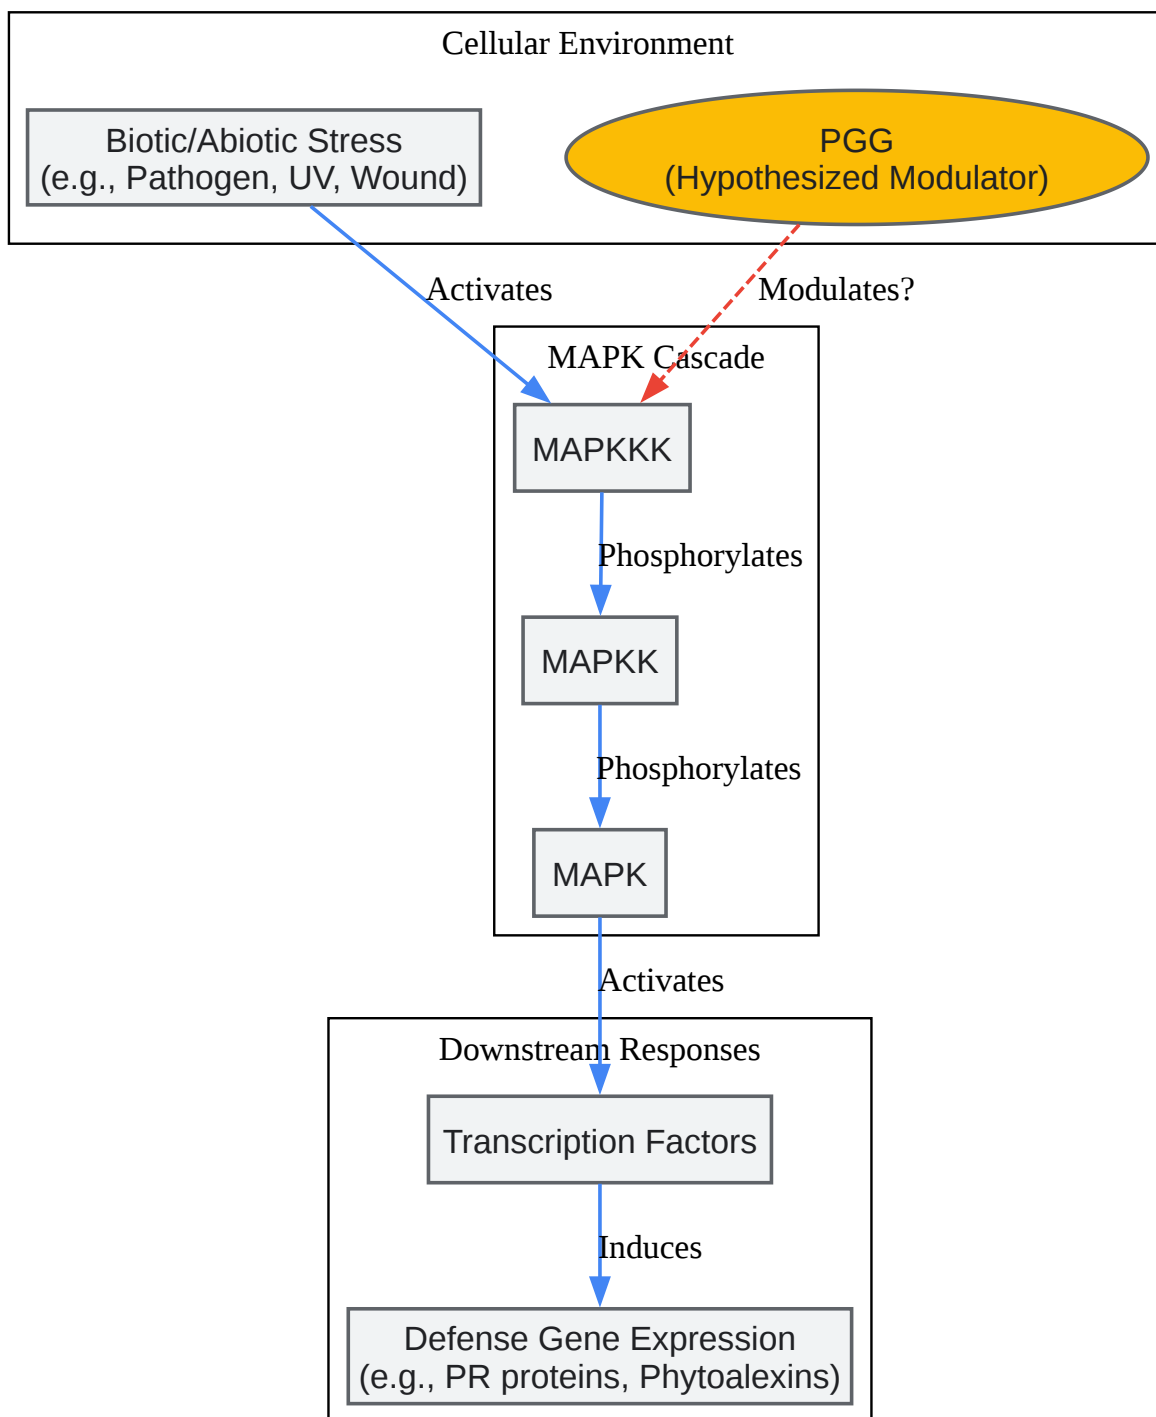 Cellular Environment
Biotic/Abiotic Stress
(e.g., Pathogen, UV, Wound)
PGG
(Hypothesized Modulator)
Activates
Modulates?
MAPK Cascade
MAPKKK
Phosphorylates
MAPKK
Phosphorylates
MAPK
Activates
Downstream Responses
Transcription Factors
Induces
Defense Gene Expression
(e.g., PR proteins, Phytoalexins)